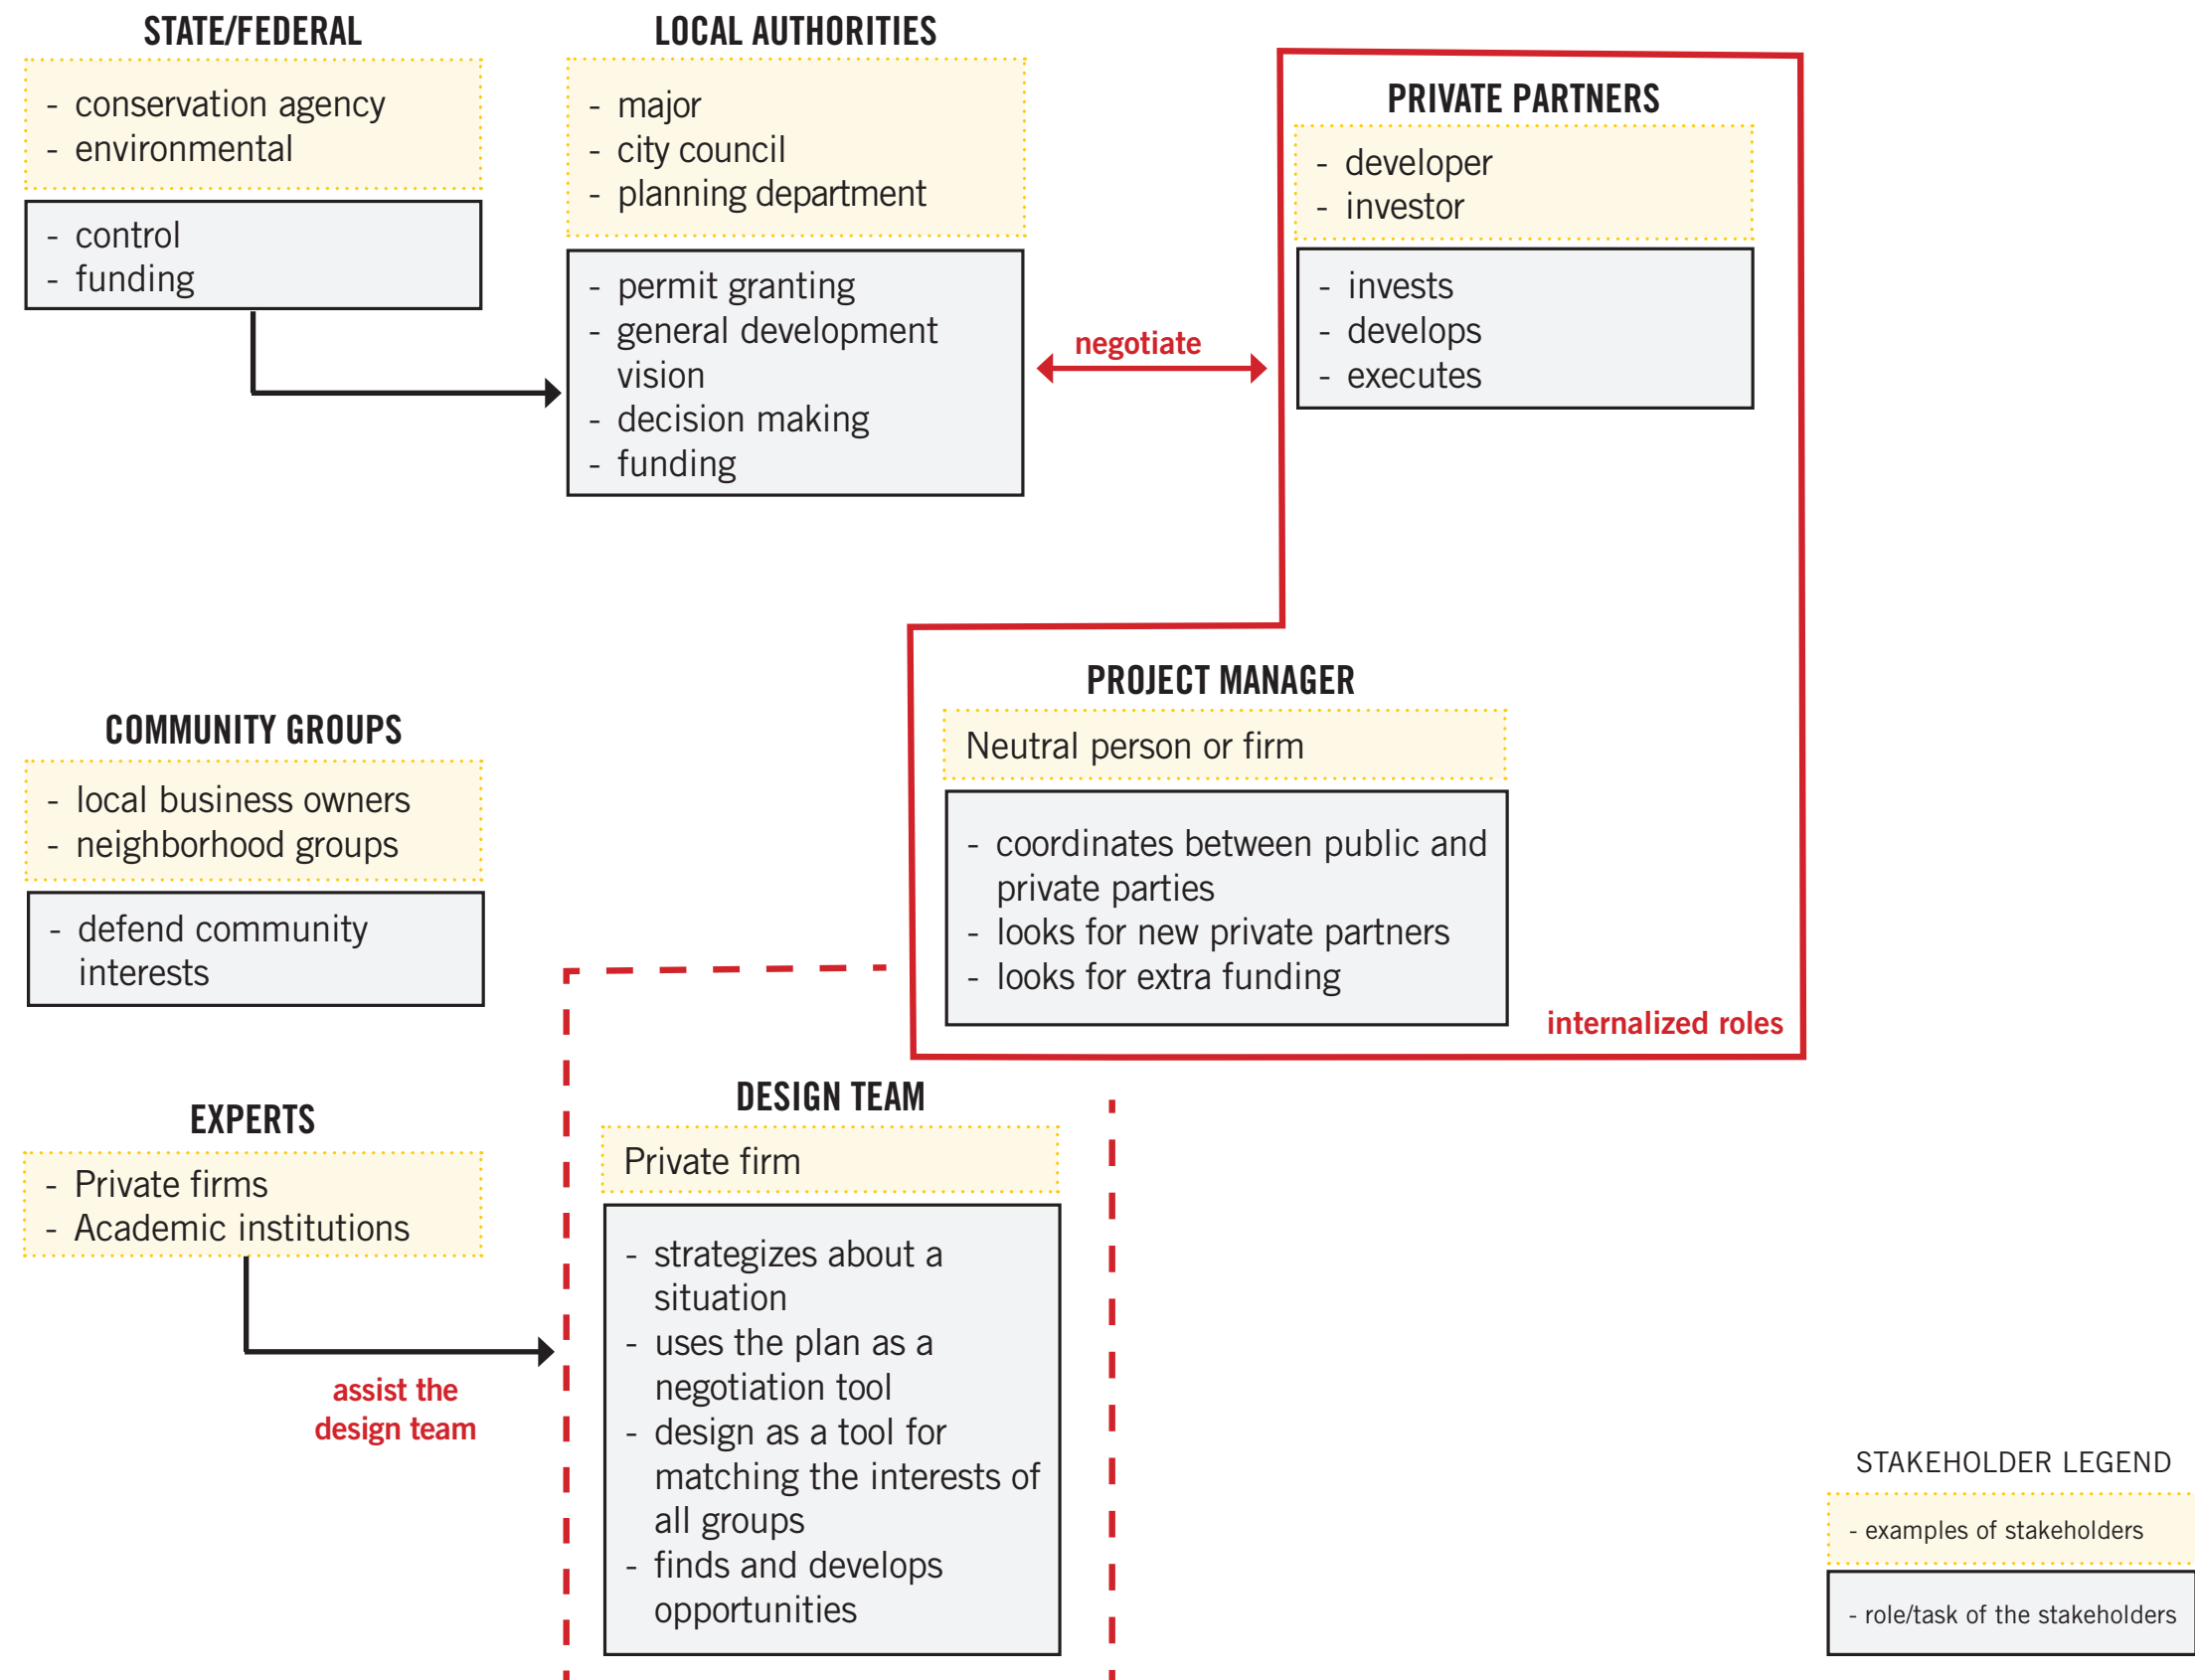 STATE/FEDERAL
- conservation agency
- environmental
- control
- funding
LOCAL AUTHORITIES
- major
- city council
- planning department
- permit granting
- general development
vision
- decision making
- funding
negotiate
PRIVATE PARTNERS
- developer
- investor
- invests
- develops
- executes
PROJECT MANAGER
Neutral person or firm
- coordinates between public and
private parties
- looks for new private partners
- looks for extra funding
internalized roles
COMMUNITY GROUPS
- local business owners
- neighborhood groups
- defend community
interests
EXPERTS
- Private firms
- Academic institutions
assist the
design team
DESIGN TEAM
Private firm
- strategizes about a
situation
- uses the plan as a
negotiation tool
- design as a tool for
matching the interests of
all groups
- finds and develops
opportunities
STAKEHOLDER LEGEND
- examples of stakeholders
- role/task of the stakeholders